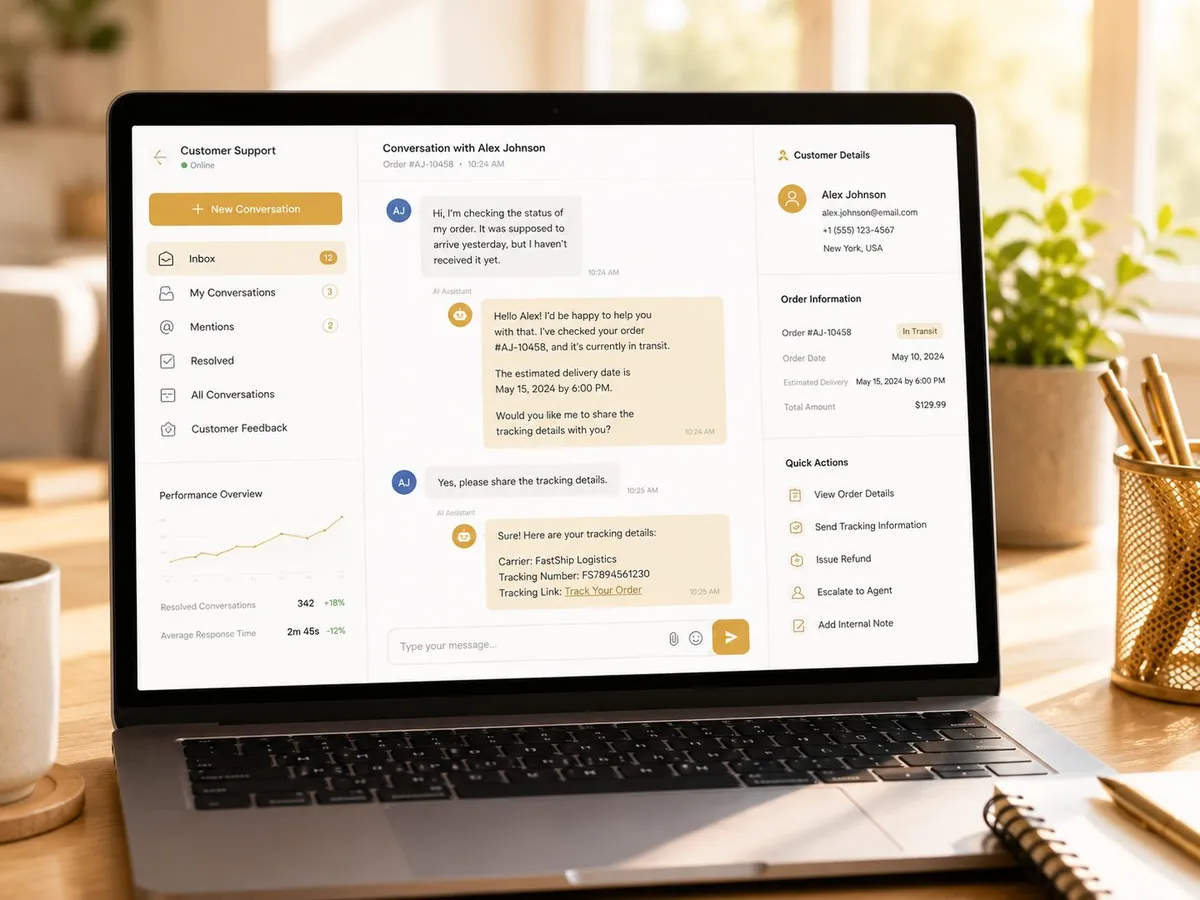 Customer Support
Online
+ New Conversation
Inbox 12
My Conversations 3
Mentions 2
Resolved
All Conversations
Customer Feedback
Performance Overview
Resolved Conversations 342 +18%
Average Response Time 2m 45s -12%
Conversation with Alex Johnson
Order #AJ-10458 • 10:24 AM
AJ
Hi, I'm checking the status of
my order. It was supposed to
arrive yesterday, but I haven't
received it yet.
10:24 AM
AI Assistant
Hello Alex! I'd be happy to help you
with that. I've checked your order
#AJ-10458, and it's currently in transit.
The estimated delivery date is
May 15, 2024 by 6:00 PM.
Would you like me to share the
tracking details with you?
10:24 AM
AJ
Yes, please share the tracking details.
10:25 AM
AI Assistant
Sure! Here are your tracking details:
Carrier: FastShip Logistics
Tracking Number: FS7894561230
Tracking Link: Track Your Order
10:25 AM
Type your message...
Customer Details
Alex Johnson
alex.johnson@email.com
+1 (555) 123-4567
New York, USA
Order Information
Order #AJ-10458 In Transit
Order Date May 10, 2024
Estimated Delivery May 15, 2024 by 6:00 PM
Total Amount $129.99
Quick Actions
View Order Details
Send Tracking Information
Issue Refund
Escalate to Agent
Add Internal Note